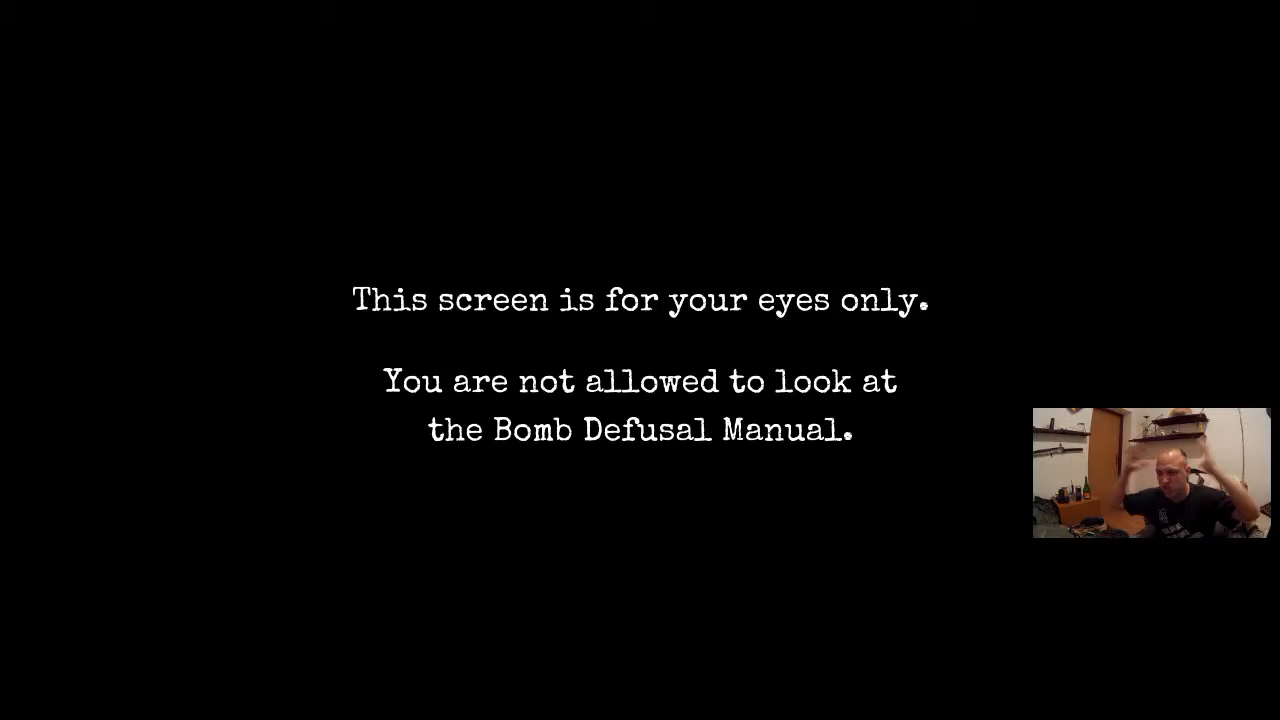 This screen is for your eyes only.
You are not allowed to look at
the Bomb Defusal Manual.